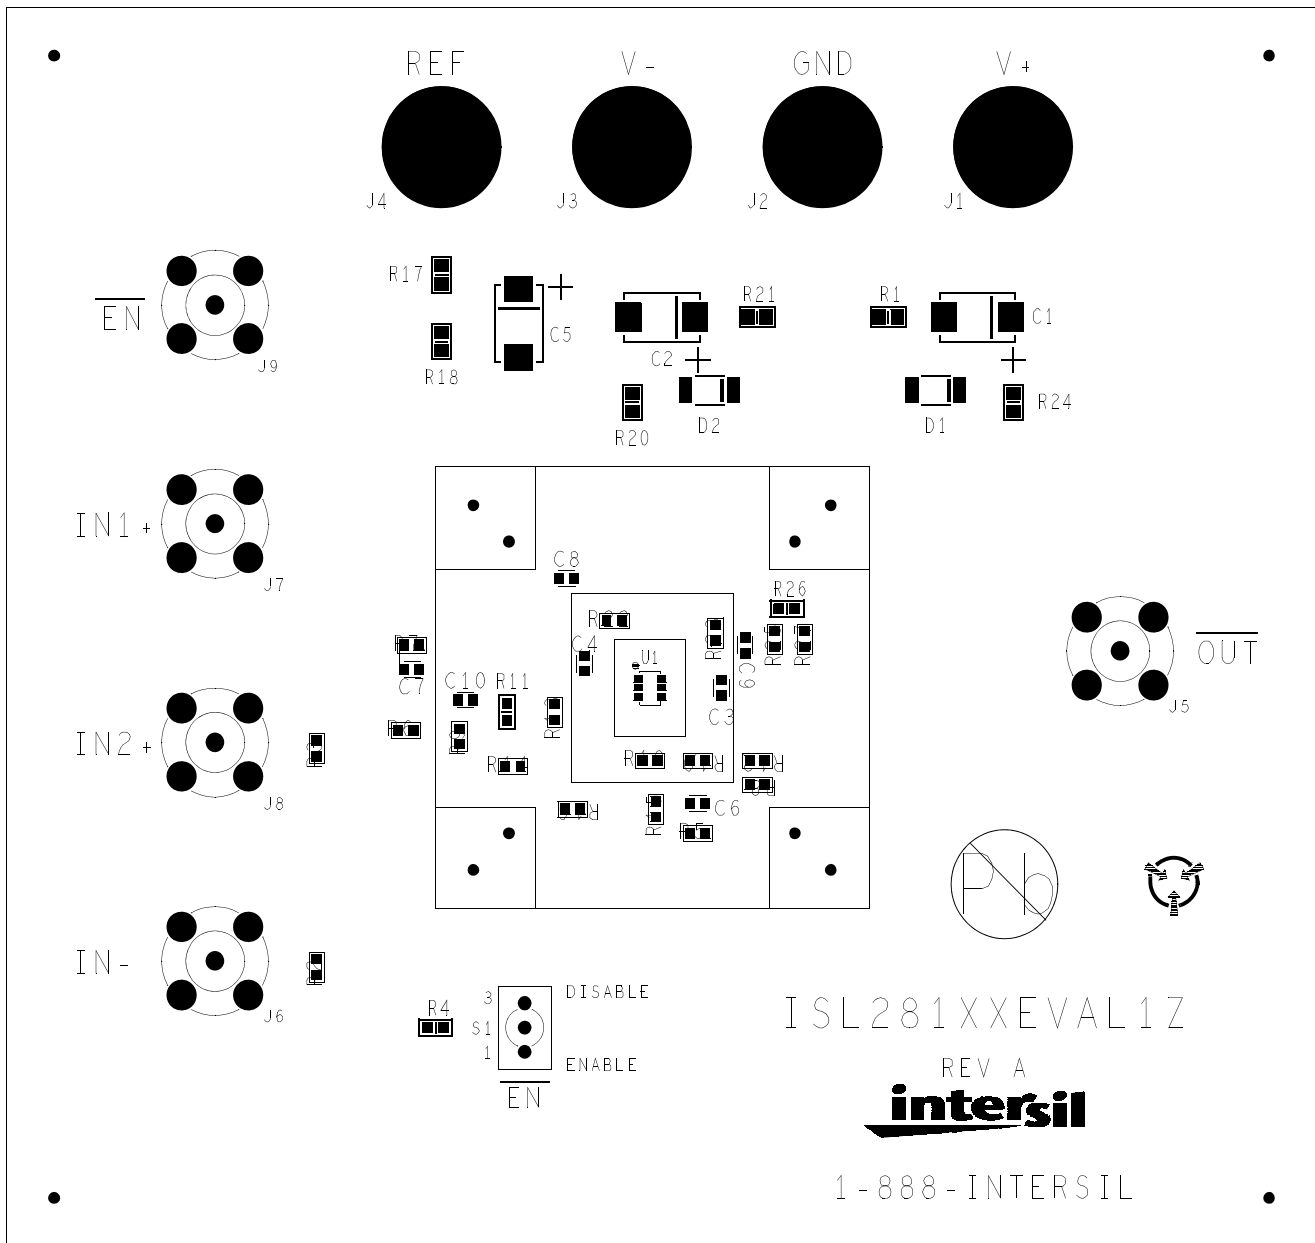 REF V- GND V+
J4 J3 J2 J1
R17 C5 R21 R1 C1
EN J9
R18 C2
R20 D2 D1 R24
IN1+ J7
C8
R26
C4 U1
C7 C10 R11 C9
C3
OUT J5
IN2+ J8
C6 R5
Pb
IN- J6
R4 3 DISABLE
S1
1 ENABLE
EN
ISL281XXEVAL1Z
REV A
intersil
1-888-INTERSIL